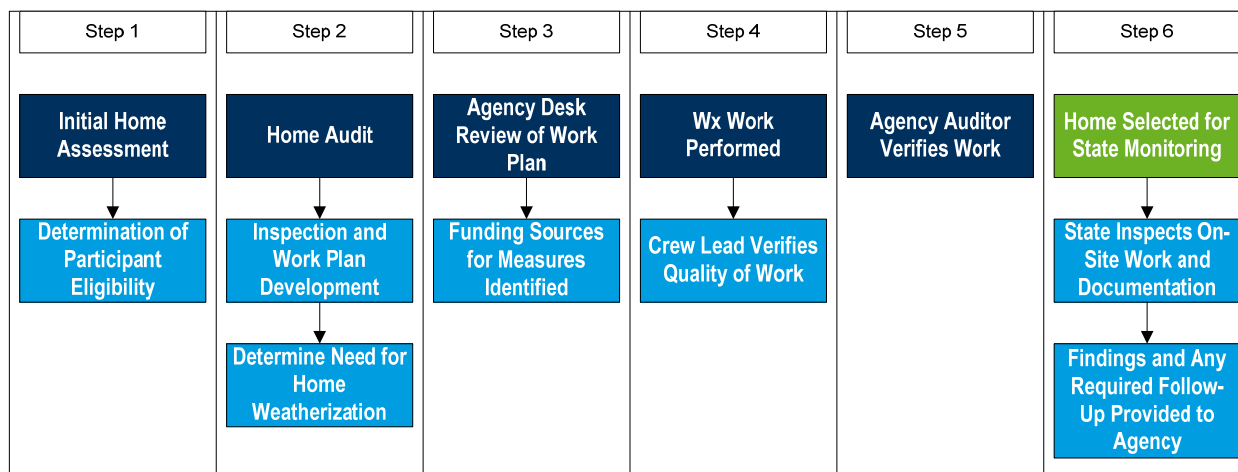 Step 1
Step 2
Step 3
Step 4
Step 5
Step 6
Initial Home
Assessment
Home Audit
Agency Desk
Review of Work
Plan
Wx Work
Performed
Agency Auditor
Verifies Work
Home Selected for
State Monitoring
Determination of
Participant
Eligibility
Inspection and
Work Plan
Development
Funding Sources
for Measures
Identified
Crew Lead Verifies
Quality of Work
State Inspects On-
Site Work and
Documentation
Determine Need for
Home
Weatherization
Findings and Any
Required Follow-
Up Provided to
Agency